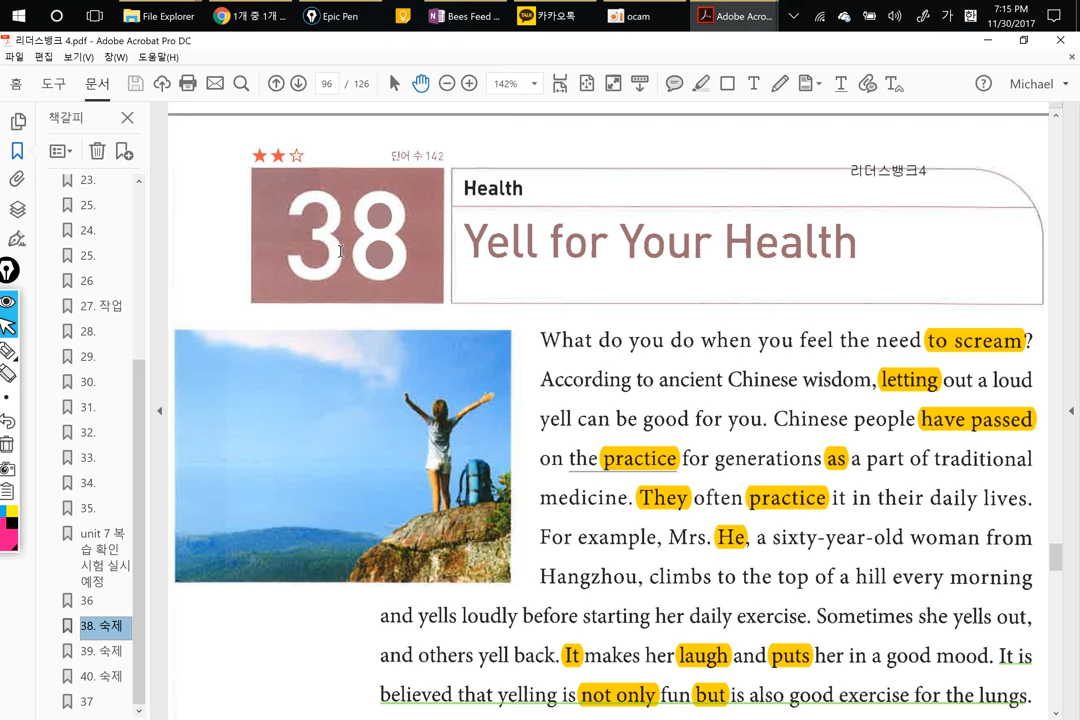 File Explorer
1개 중 1개 ...
Epic Pen
Bees Feed ...
카카오톡
ocam
Adobe Acro...
가
한
7:15 PM
11/30/2017
리더스뱅크 4.pdf - Adobe Acrobat Pro DC
파일 편집 보기(V) 창(W) 도움말(H)
홈 도구 문서
96 / 126
142%
Michael
책갈피
23.
25.
24.
25.
26
27. 작업
28.
29.
30.
31.
32.
33.
34.
35.
unit 7 복
습 확인
시험 실시
예정
36
38. 숙제
39. 숙제
40. 숙제
37
단어 수 142
리더스뱅크4
38
Health
Yell for Your Health
What do you do when you feel the need to scream?
According to ancient Chinese wisdom, letting out a loud
yell can be good for you. Chinese people have passed
on the practice for generations as a part of traditional
medicine. They often practice it in their daily lives.
For example, Mrs. He, a sixty-year-old woman from
Hangzhou, climbs to the top of a hill every morning
and yells loudly before starting her daily exercise. Sometimes she yells out,
and others yell back. It makes her laugh and puts her in a good mood. It is
believed that yelling is not only fun but is also good exercise for the lungs.